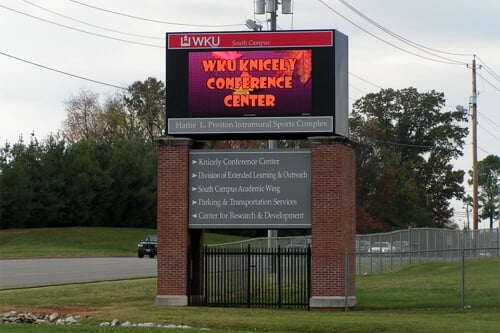 WKU South Campus
WKU KNICELY
CONFERENCE
CENTER
Hattie L. Preston Intramural Sports Complex
Knicely Conference Center
Division of Extended Learning & Outreach
South Campus Academic Wing
Parking & Transportation Services
Center for Research & Development